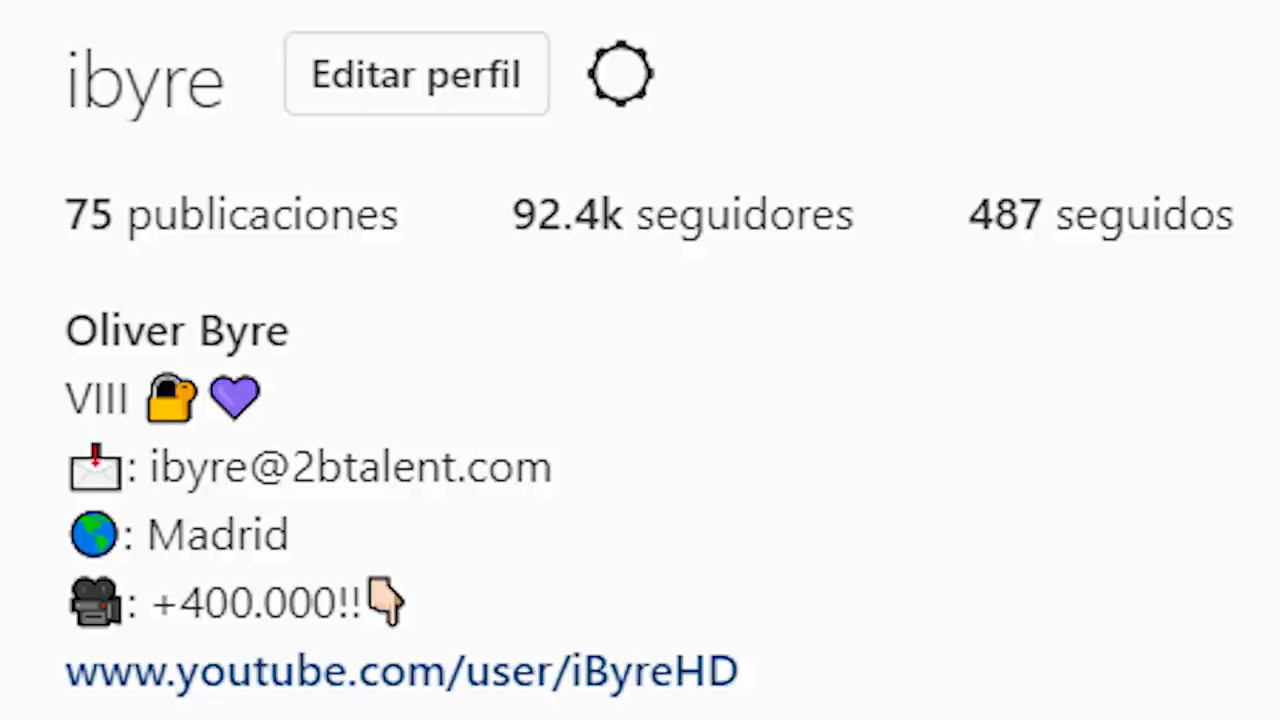 ibyre Editar perfil
75 publicaciones 92.4k seguidores 487 seguidos
Oliver Byre
VIII 🔐💜
📩: ibyre@2btalent.com
🌎: Madrid
🎥: +400.000!!👇🏻
www.youtube.com/user/iByreHD